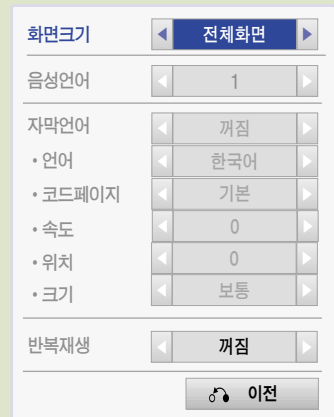 화면크기 전체화면
음성언어 1
자막언어 꺼짐
• 언어 한국어
• 코드페이지 기본
• 속도 0
• 위치 0
• 크기 보통
반복재생 꺼짐
이전